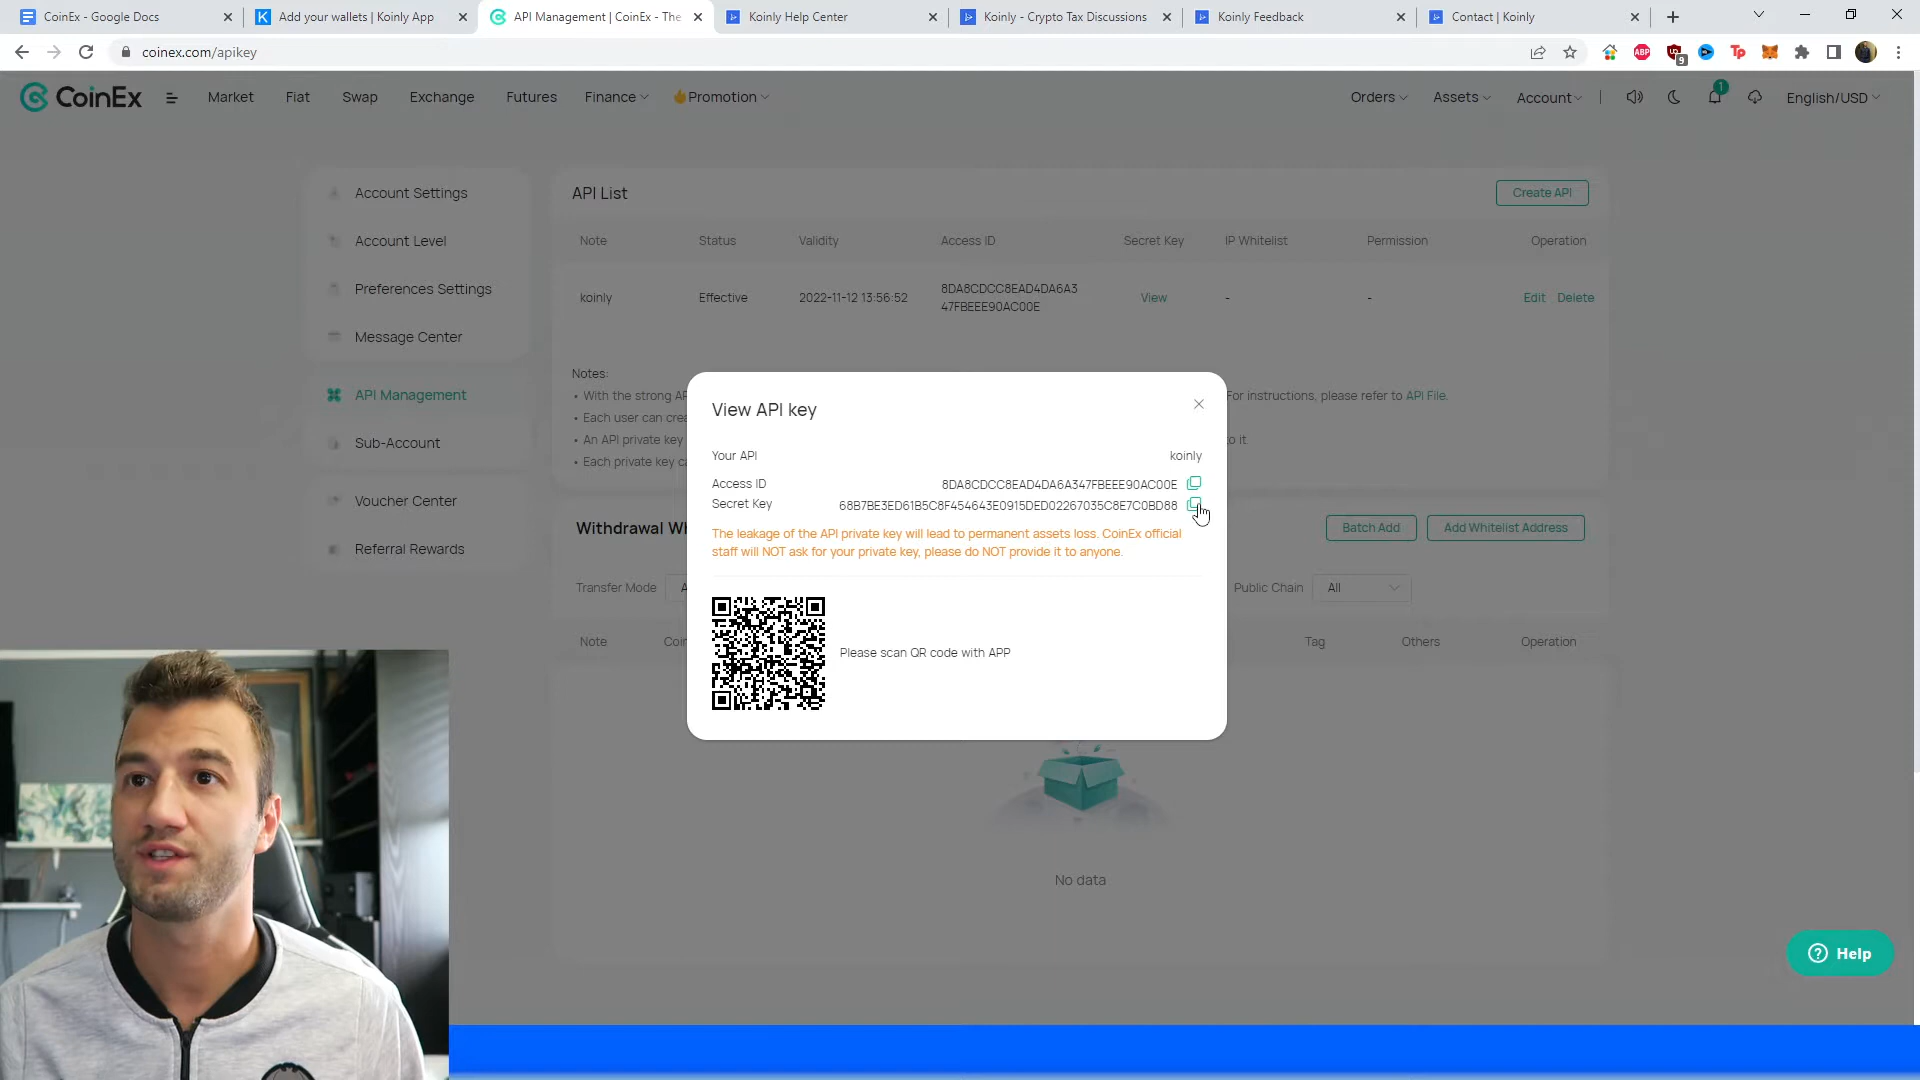 CoinEx - Google Docs
Add your wallets | Koinly App
API Management | CoinEx - The
Koinly Help Center
Koinly - Crypto Tax Discussions
Koinly Feedback
Contact | Koinly
coinex.com/apikey
ABP
9
Tp
CoinEx
Market
Fiat
Swap
Exchange
Futures
Finance
Promotion
Orders
Assets
Account
1
English/USD
Account Settings
Account Level
Preferences Settings
Message Center
API Management
Sub-Account
Voucher Center
Referral Rewards
API List
Create API
Note Status Validity Access ID Secret Key IP Whitelist Permission Operation
koinly Effective 2022-11-12 13:56:52 8DA8CDCC8EAD4DA6A3 View - - Edit Delete
47FBEEE90AC00E
Notes:
• With the strong AP
For instructions, please refer to API File.
• Each user can crea
• An API private key
to it
• Each private key ca
View API key
Your API koinly
Access ID 8DA8CDCC8EAD4DA6A347FBEEE90AC00E
Secret Key 68B7BE3ED61B5C8F454643E0915DED02267035C8E7C0BD88
The leakage of the API private key will lead to permanent assets loss. CoinEx official
staff will NOT ask for your private key, please do NOT provide it to anyone.
Please scan QR code with APP
Withdrawal Wh
Batch Add
Add Whitelist Address
Transfer Mode A
Public Chain All
Note Coin Tag Others Operation
No data
Help